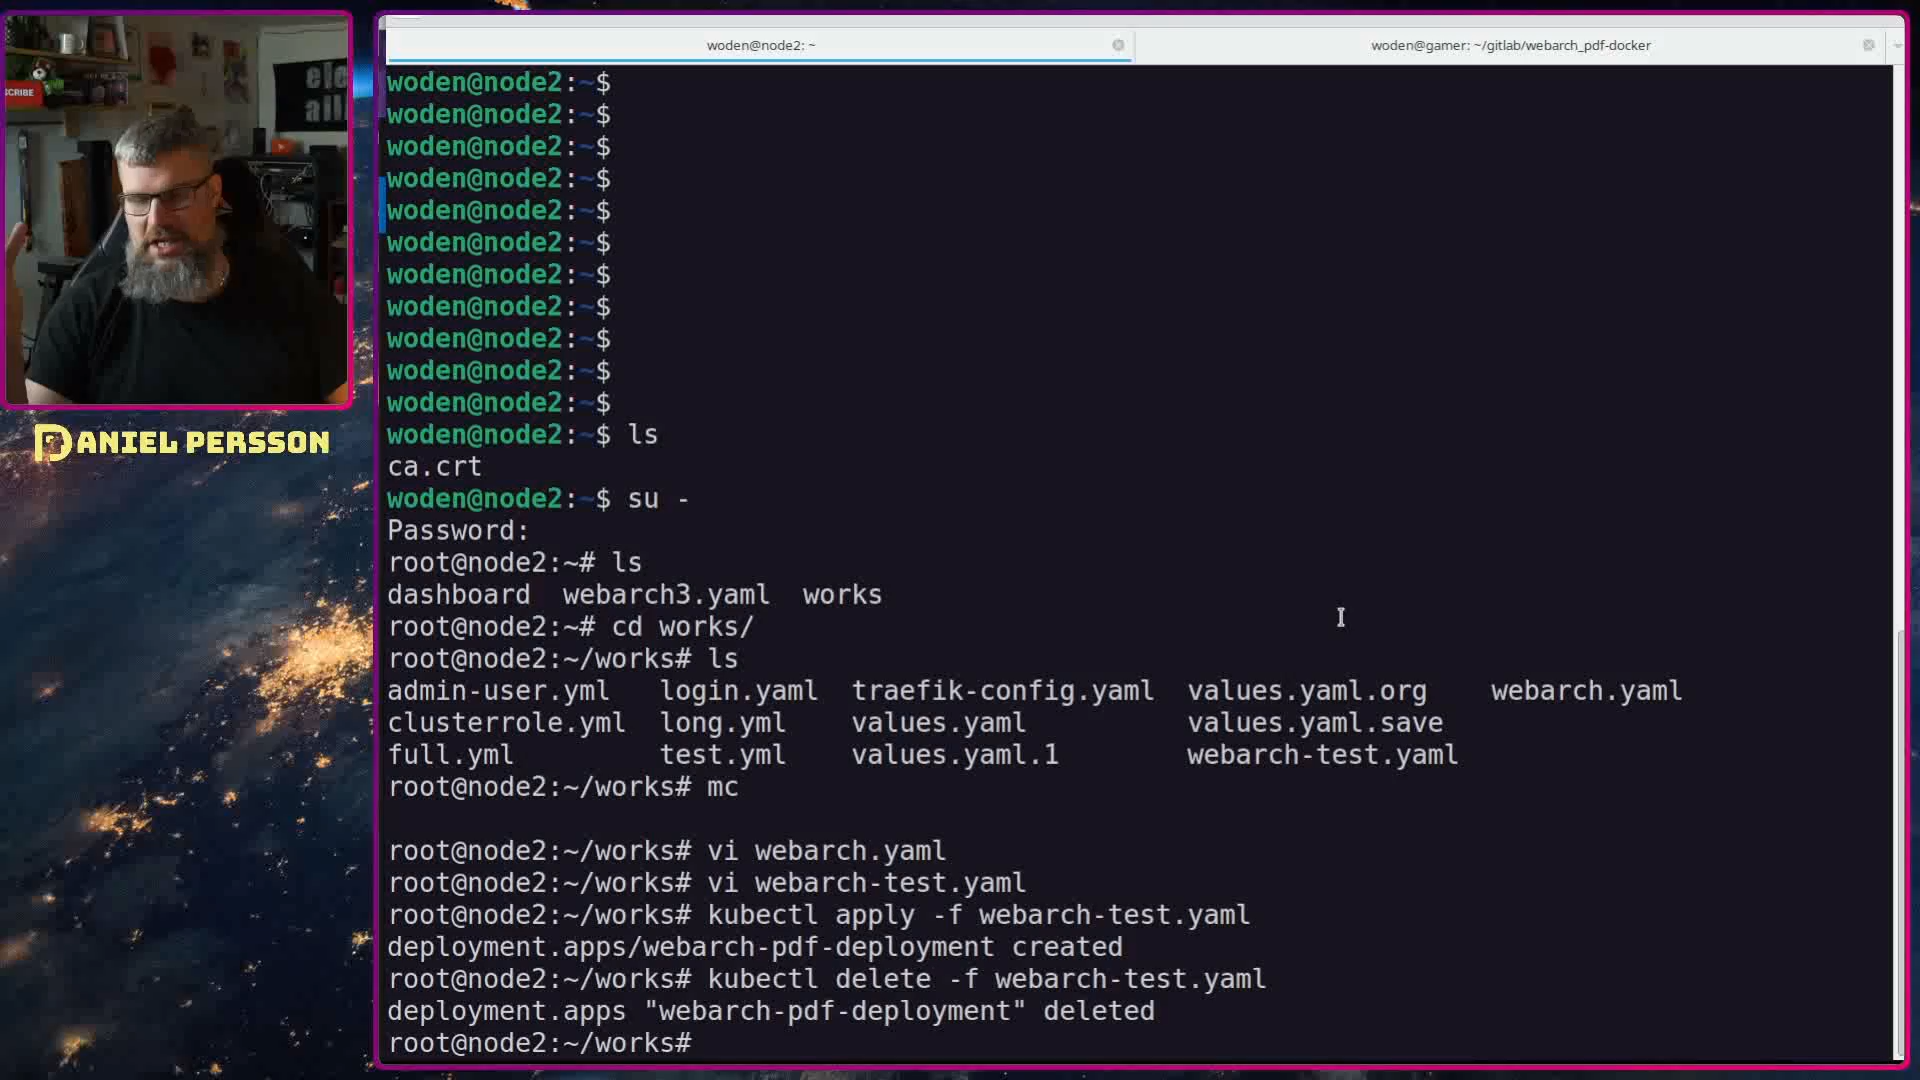 woden@node2: ~
woden@gamer: ~/gitlab/webarch_pdf-docker
SCRIBE
DANIEL PERSSON
woden@node2:~$
woden@node2:~$
woden@node2:~$
woden@node2:~$
woden@node2:~$
woden@node2:~$
woden@node2:~$
woden@node2:~$
woden@node2:~$
woden@node2:~$
woden@node2:~$
woden@node2:~$ ls
ca.crt
woden@node2:~$ su -
Password:
root@node2:~# ls
dashboard  webarch3.yaml  works
root@node2:~# cd works/
root@node2:~/works# ls
admin-user.yml   login.yaml  traefik-config.yaml  values.yaml.org    webarch.yaml
clusterrole.yml  long.yml    values.yaml          values.yaml.save
full.yml         test.yml    values.yaml.1        webarch-test.yaml
root@node2:~/works# mc
root@node2:~/works# vi webarch.yaml
root@node2:~/works# vi webarch-test.yaml
root@node2:~/works# kubectl apply -f webarch-test.yaml
deployment.apps/webarch-pdf-deployment created
root@node2:~/works# kubectl delete -f webarch-test.yaml
deployment.apps "webarch-pdf-deployment" deleted
root@node2:~/works#